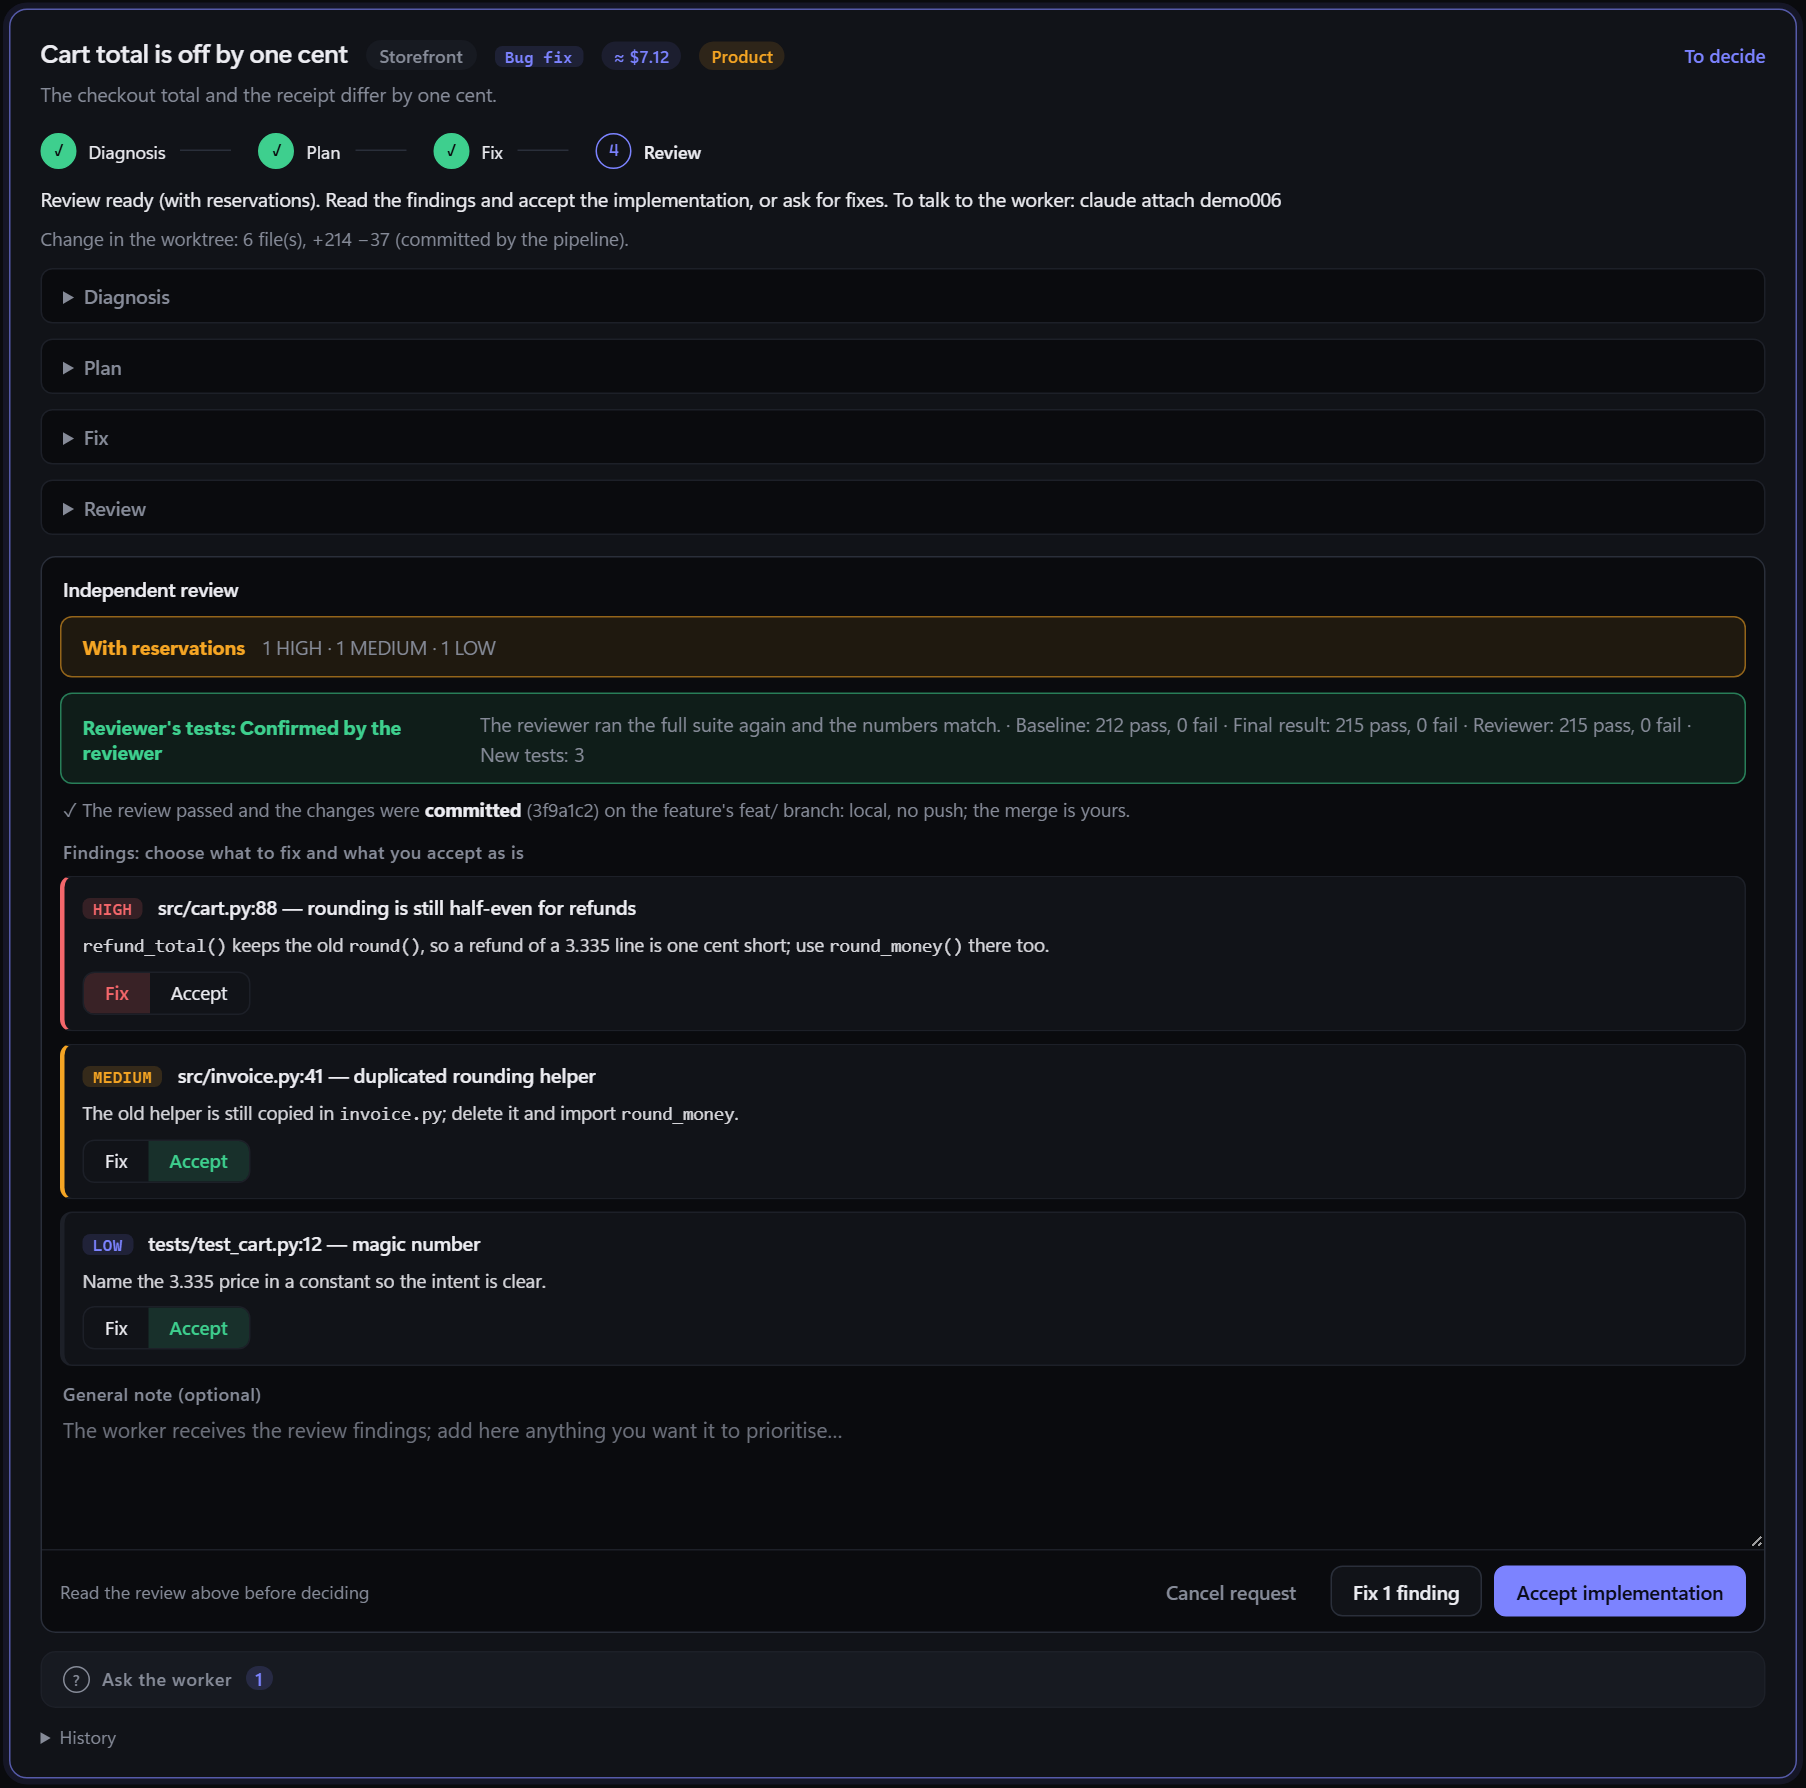 Cart total is off by one cent Storefront Bug fix ≈ $7.12 Product To decide
The checkout total and the receipt differ by one cent.
✓ Diagnosis ✓ Plan ✓ Fix 4 Review
Review ready (with reservations). Read the findings and accept the implementation, or ask for fixes. To talk to the worker: claude attach demo006
Change in the worktree: 6 file(s), +214 −37 (committed by the pipeline).
▶ Diagnosis
▶ Plan
▶ Fix
▶ Review
Independent review
With reservations 1 HIGH · 1 MEDIUM · 1 LOW
Reviewer's tests: Confirmed by the
reviewer
The reviewer ran the full suite again and the numbers match. · Baseline: 212 pass, 0 fail · Final result: 215 pass, 0 fail · Reviewer: 215 pass, 0 fail ·
New tests: 3
✓ The review passed and the changes were committed (3f9a1c2) on the feature's feat/ branch: local, no push; the merge is yours.
Findings: choose what to fix and what you accept as is
HIGH src/cart.py:88 — rounding is still half-even for refunds
refund_total() keeps the old round(), so a refund of a 3.335 line is one cent short; use round_money() there too.
Fix Accept
MEDIUM src/invoice.py:41 — duplicated rounding helper
The old helper is still copied in invoice.py; delete it and import round_money.
Fix Accept
LOW tests/test_cart.py:12 — magic number
Name the 3.335 price in a constant so the intent is clear.
Fix Accept
General note (optional)
The worker receives the review findings; add here anything you want it to prioritise...
Read the review above before deciding Cancel request Fix 1 finding Accept implementation
? Ask the worker 1
▶ History